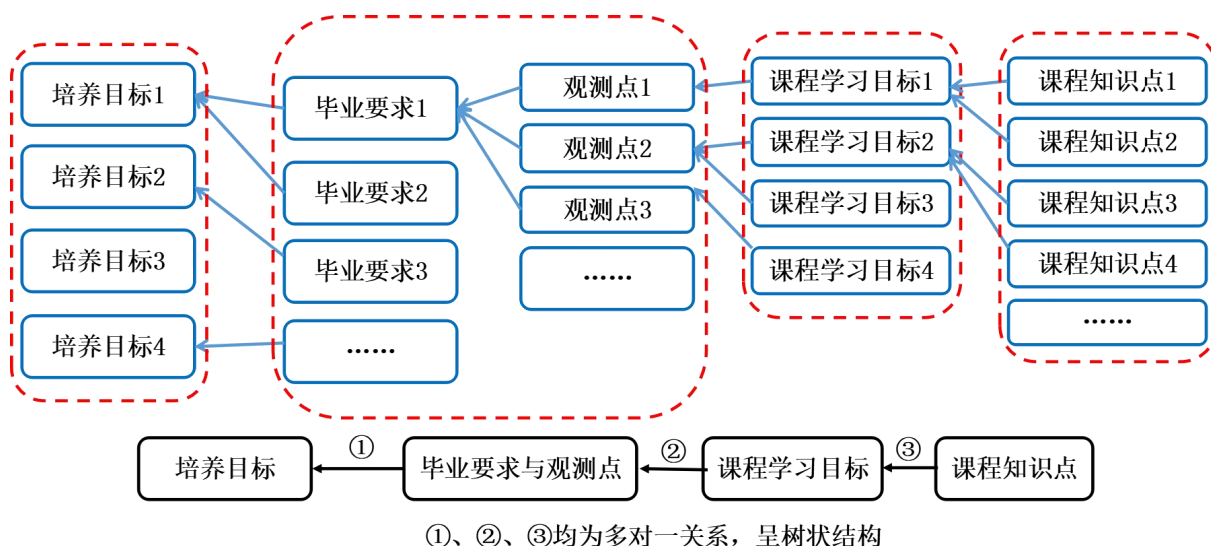 培养目标1
培养目标2
培养目标3
培养目标4
毕业要求1
毕业要求2
毕业要求3
……
观测点1
观测点2
观测点3
……
课程学习目标1
课程学习目标2
课程学习目标3
课程学习目标4
课程知识点1
课程知识点2
课程知识点3
课程知识点4
……
培养目标
①
毕业要求与观测点
②
课程学习目标
③
课程知识点
①、②、③均为多对一关系，呈树状结构